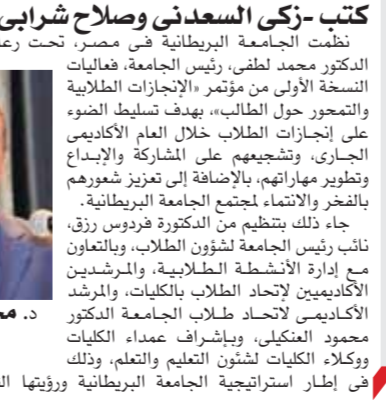 كتب -زكى السعدنى وصلاح شرابى
نظمت الجامعة البريطانية فى مصر، تحت
الدكتور محمد لطفى، رئيس الجامعة، فعاليات
النسخة الأولى من مؤتمر «الإنجازات الطلابية
والتمحور حول الطالب»، بهدف تسليط الضوء
على إنجازات الطلاب خلال العام الأكاديمى
الجارى، وتشجيعهم على المشاركة والإبداع
وتطوير مهاراتهم، بالإضافة إلى تعزيز شعورهم
بالفخر والانتماء لمجتمع الجامعة البريطانية.
جاء ذلك بتنظيم من الدكتورة فردوس رزق،
نائب رئيس الجامعة لشؤون الطلاب، وبالتعاون
مع إدارة الأنشطة الطلابية، والمرشدين
الأكاديميين لإتحاد الطلاب بالكليات، والمرشد
الأكاديمى لاتحاد طلاب الجامعة الدكتور
محمود العنكيلى، وبإشراف عمداء الكليات
ووكلاء الكليات لشئون التعليم والتعلم، وذلك
فى إطار استراتيجية الجامعة البريطانية ورؤيتها
د.